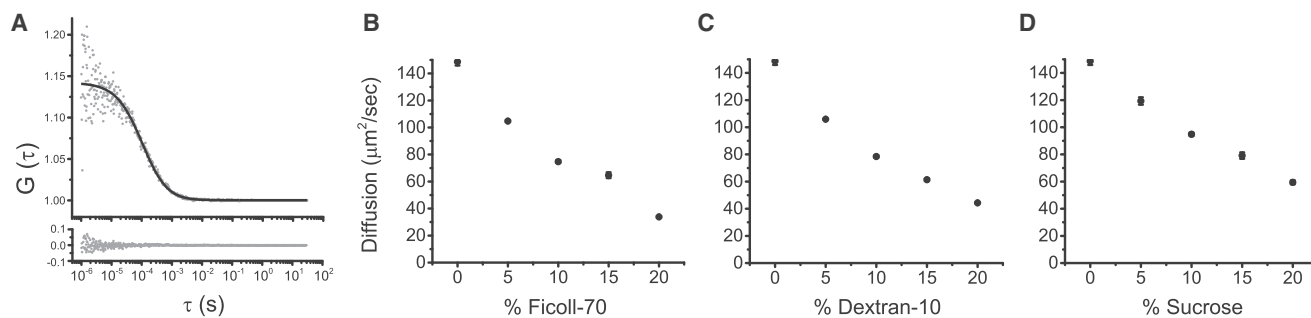 A
G (τ)
1.20
1.15
1.10
1.05
1.00
0.1
0.0
-0.1
10⁻⁶ 10⁻⁵ 10⁻⁴ 10⁻³ 10⁻² 10⁻¹ 10⁰ 10¹ 10²
τ (s)
B
Diffusion (μm²/sec)
140
120
100
80
60
40
20
0
0 5 10 15 20
% Ficoll-70
C
140
120
100
80
60
40
20
0
0 5 10 15 20
% Dextran-10
D
140
120
100
80
60
40
20
0
0 5 10 15 20
% Sucrose